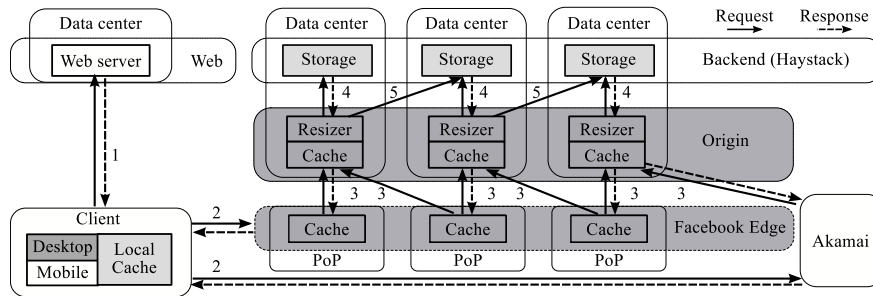 Data center
Data center
Data center
Data center
Request
Response
Web server
Web
Storage
Storage
Storage
Backend (Haystack)
4
5
4
5
4
Resizer
Resizer
Resizer
Origin
Cache
Cache
Cache
1
3
3
3
3
3
3
Client
2
Cache
Cache
Cache
Facebook Edge
Akamai
Desktop
Mobile
Local
Cache
PoP
PoP
PoP
2